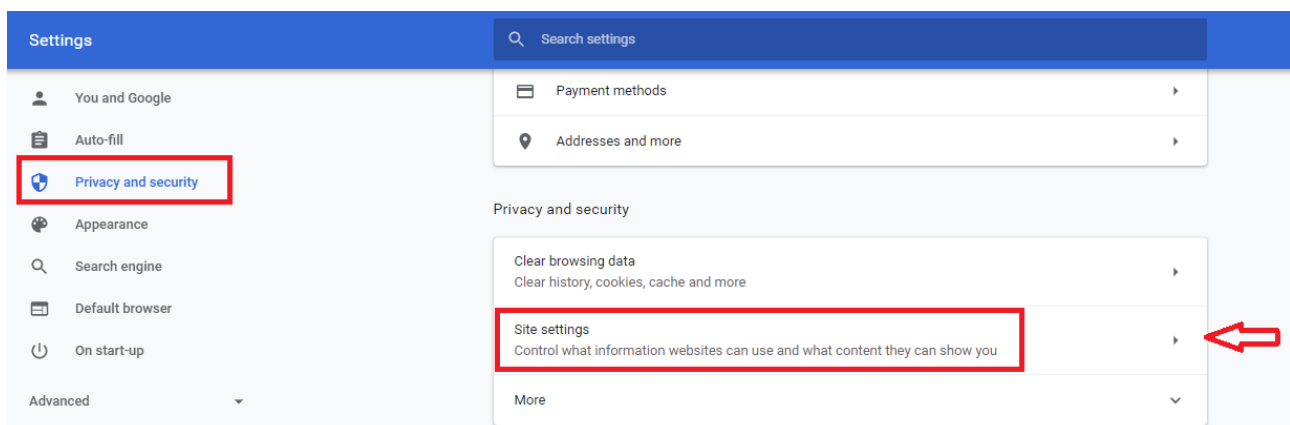 Settings
Search settings
You and Google
Auto-fill
Privacy and security
Appearance
Search engine
Default browser
On start-up
Advanced
Payment methods
Addresses and more
Privacy and security
Clear browsing data
Clear history, cookies, cache and more
Site settings
Control what information websites can use and what content they can show you
More